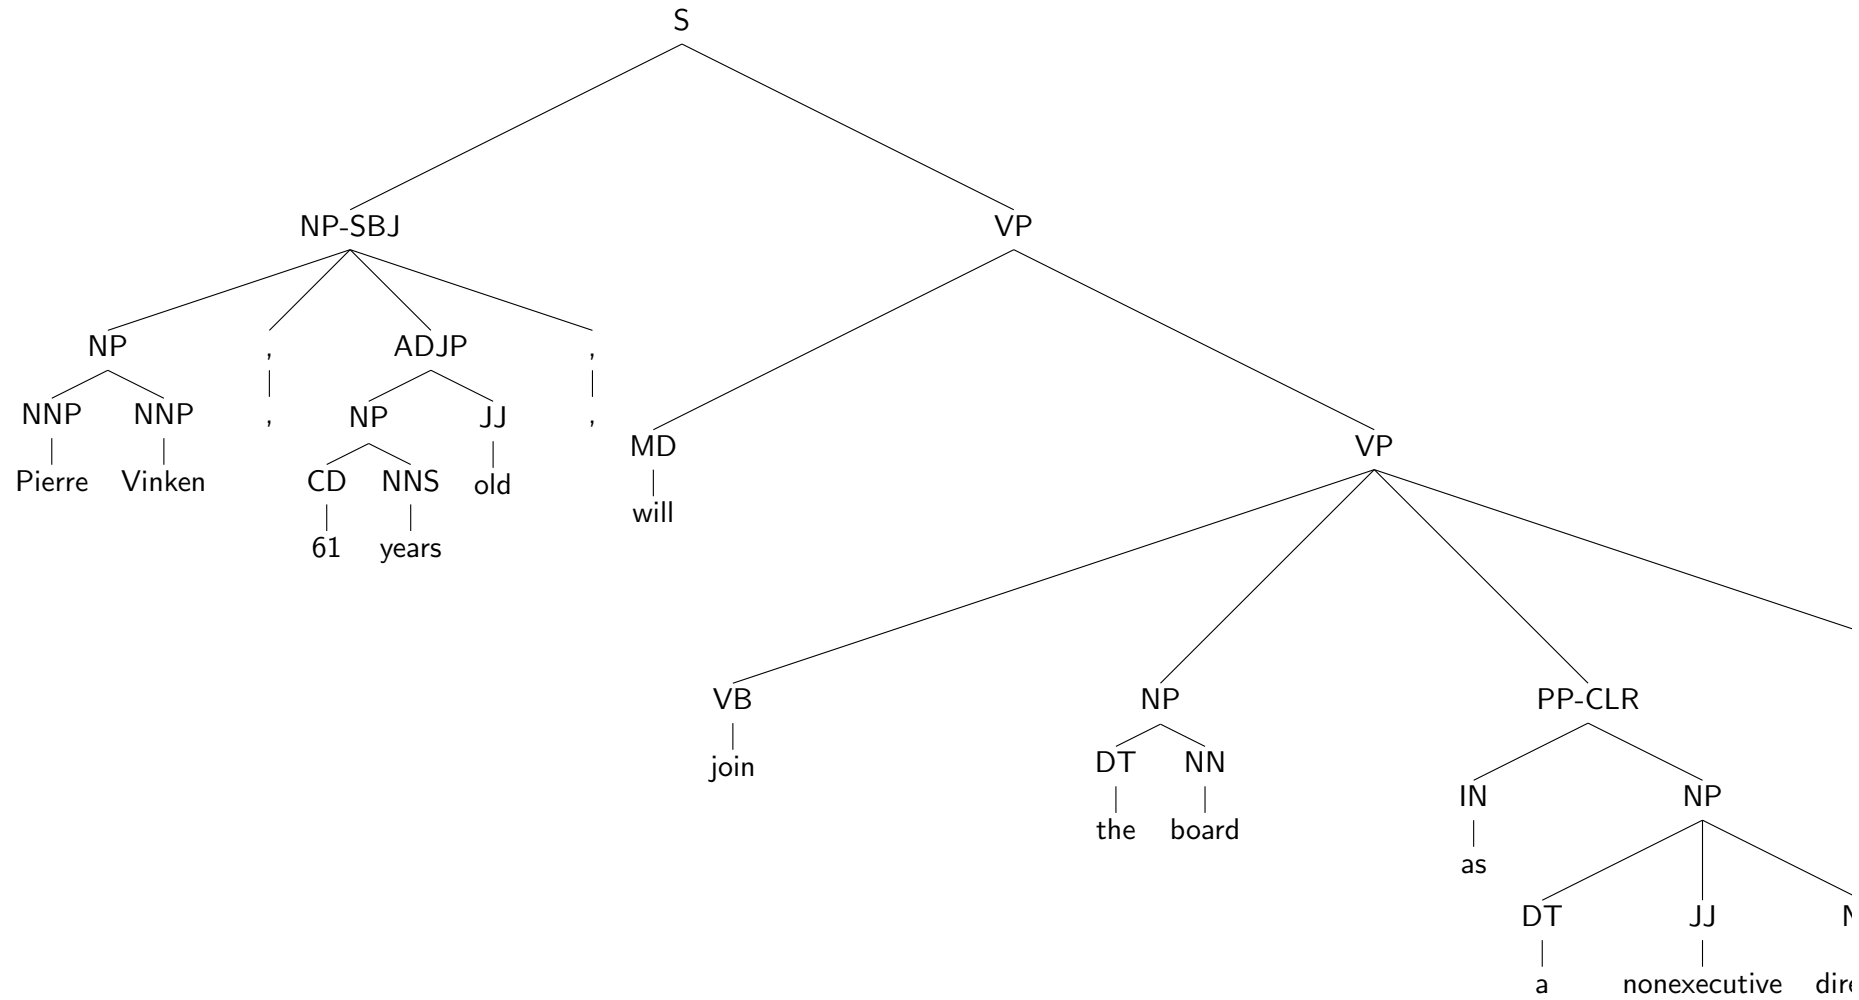 S
NP-SBJ VP
NP , ADJP ,
NNP NNP , NP JJ , MD VP
Pierre Vinken CD NNS old will
61 years
VB NP PP-CLR
join DT NN IN NP
the board as
DT JJ
a nonexecutive